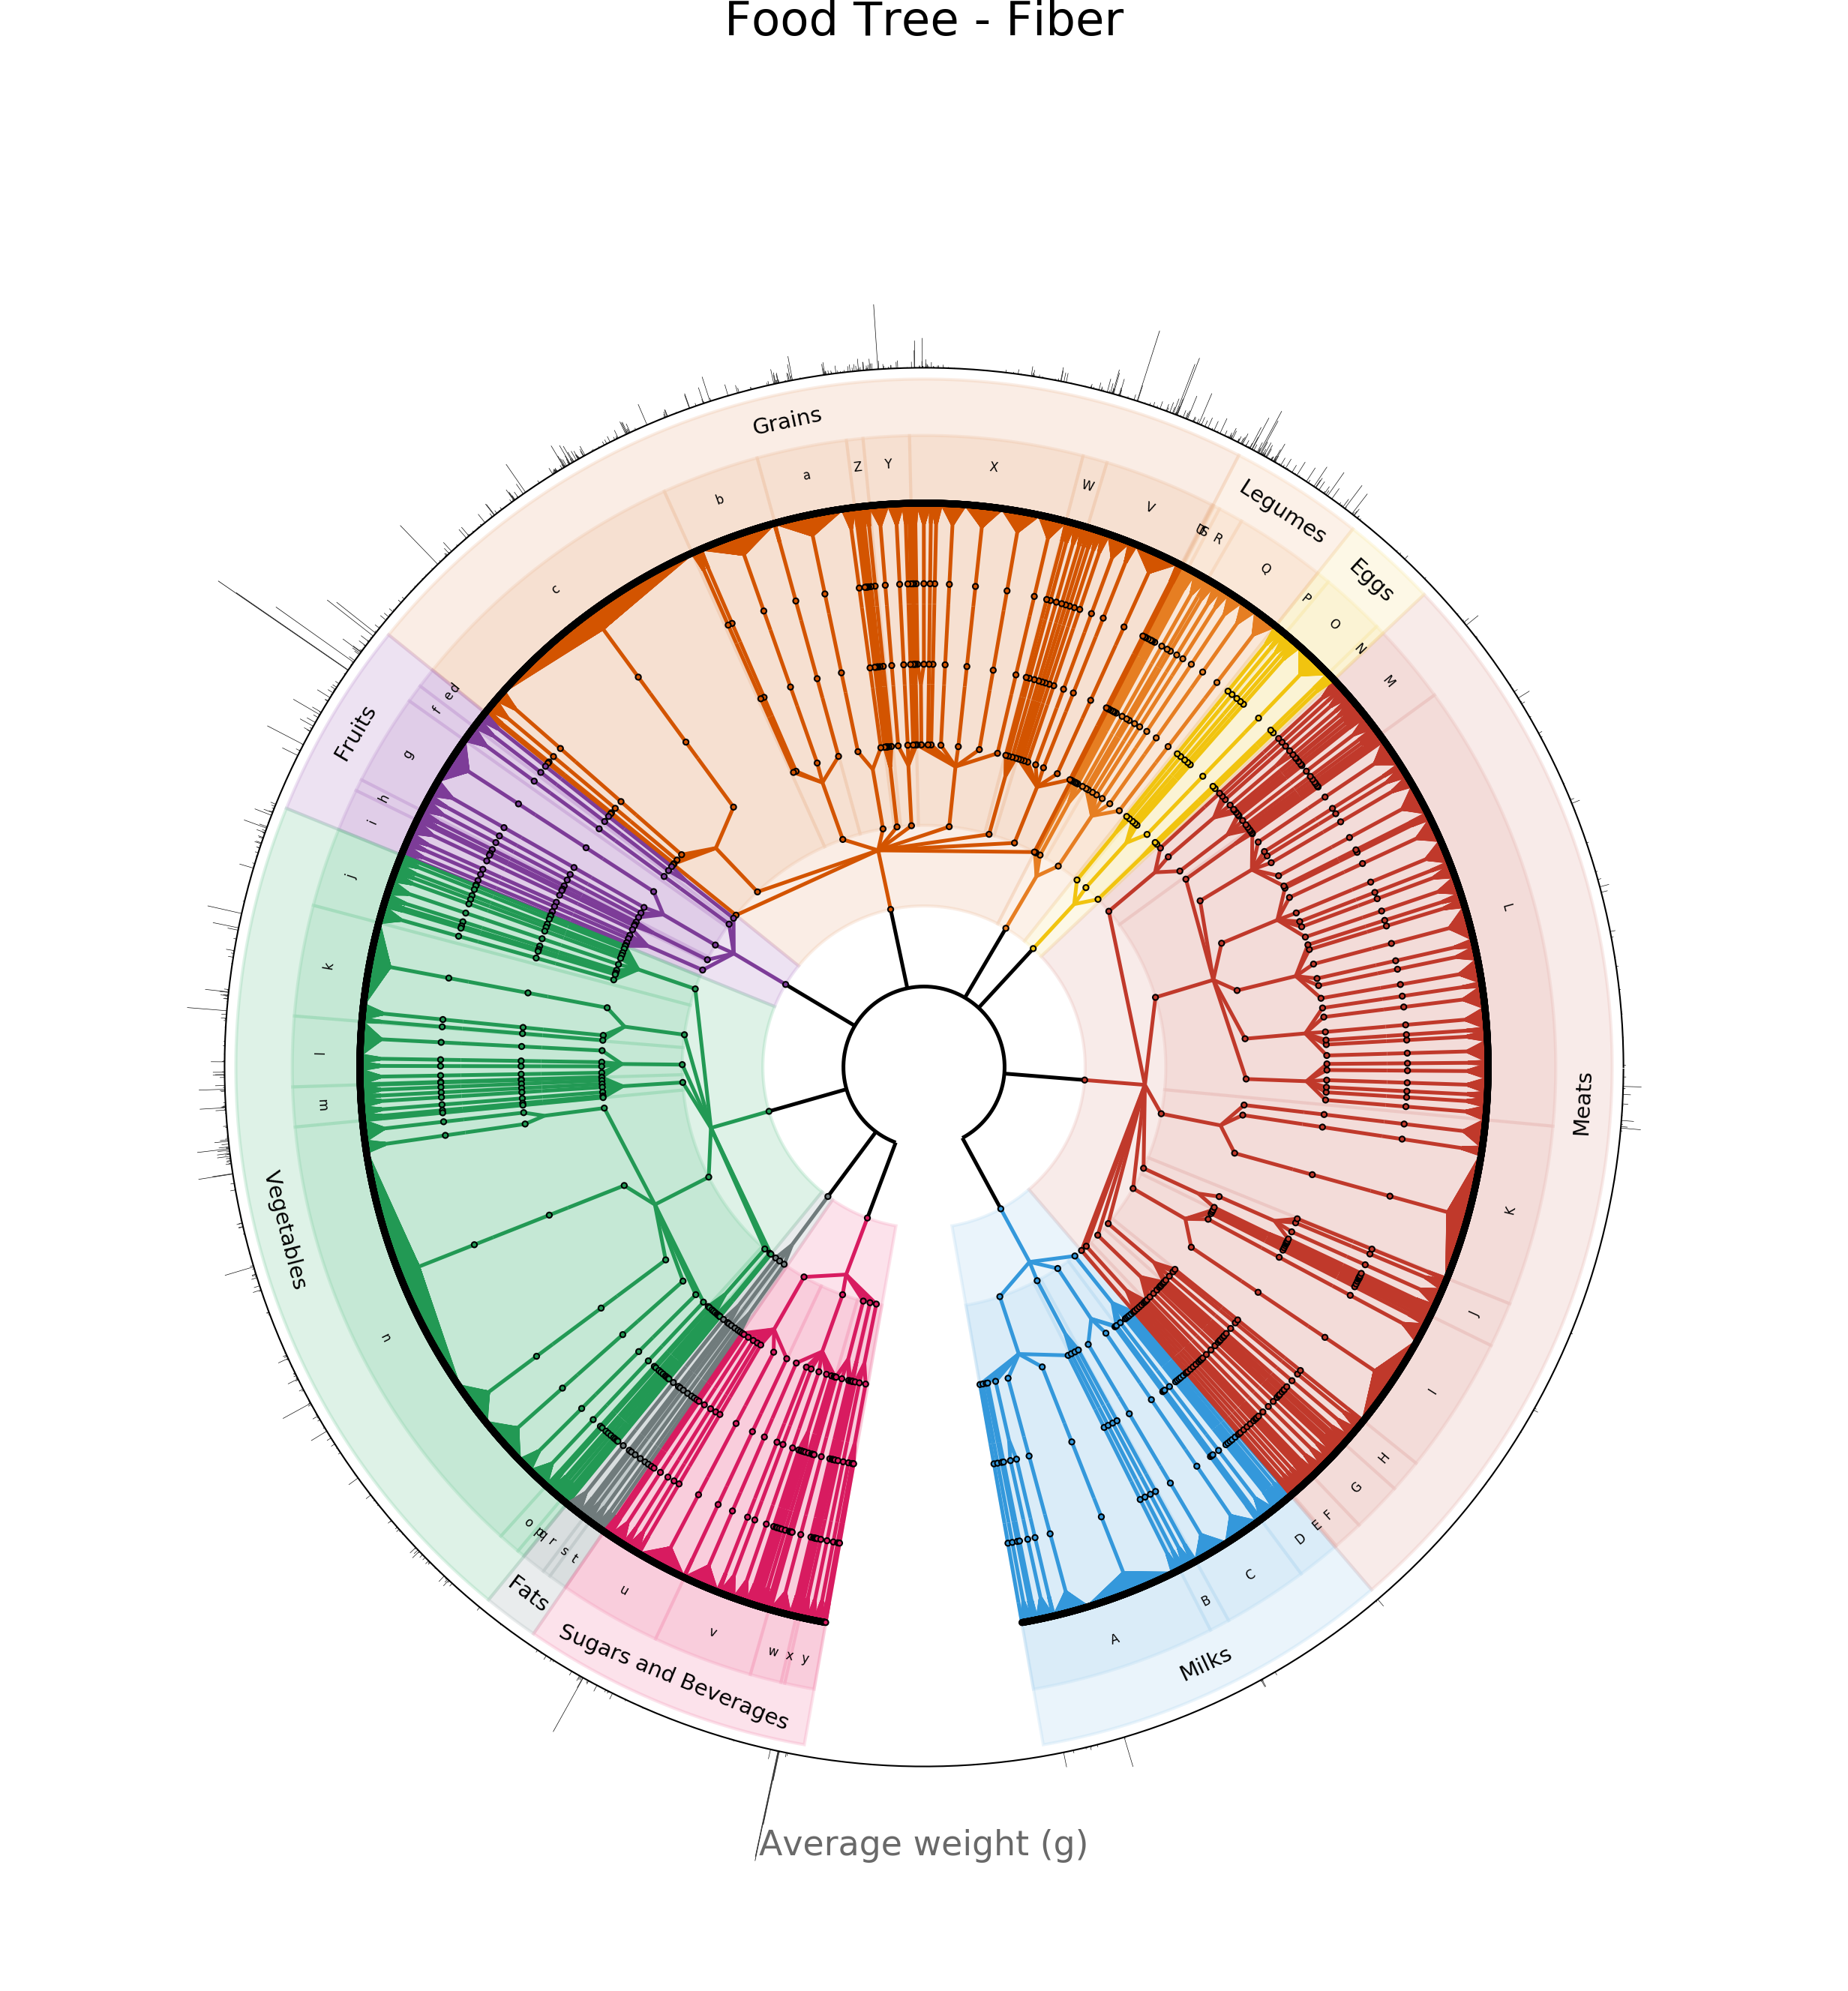 Food Tree - Fiber
Grains
Legumes
Eggs
Meats
Milks
Sugars and Beverages
Fats
Vegetables
Fruits
A
B
C
D
E
F
G
H
I
J
K
L
M
N
O
P
Q
R
S
V
W
X
Y
Z
a
b
c
d
e
f
g
h
i
j
k
l
m
n
o
p
q
r
s
t
u
v
w
x
y
Average weight (g)